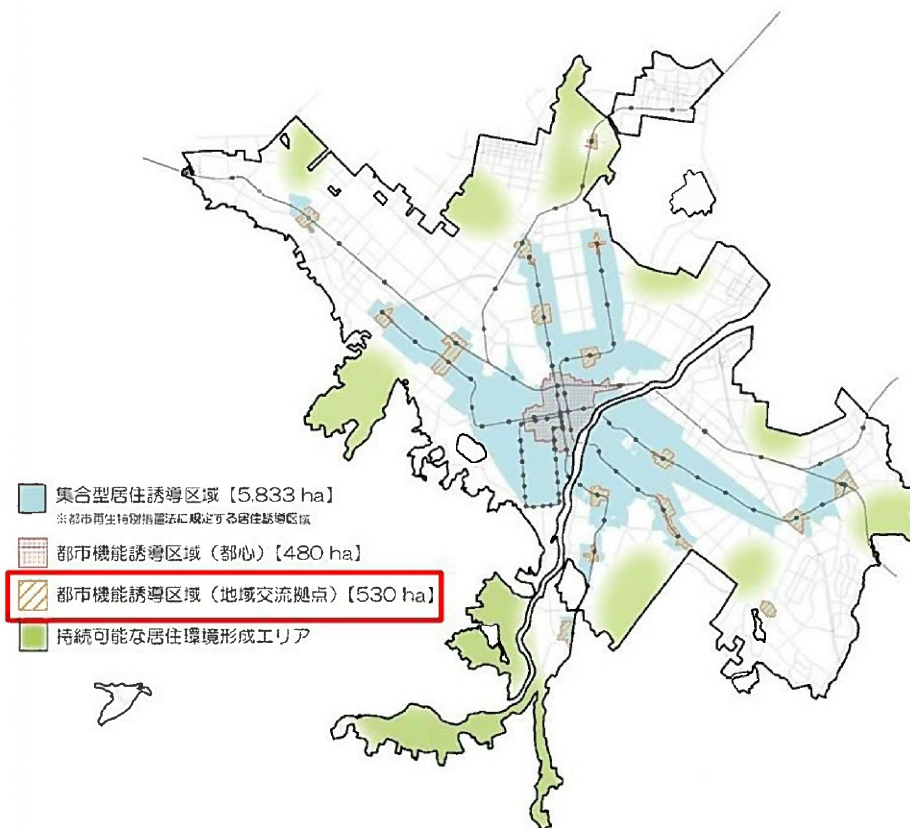 集合型居住誘導区域【5,833 ha】
※都市再生特別措置法に規定する居住誘導区域
都市機能誘導区域（都心）【480 ha】
都市機能誘導区域（地域交流拠点）【530 ha】
持続可能な居住環境形成エリア